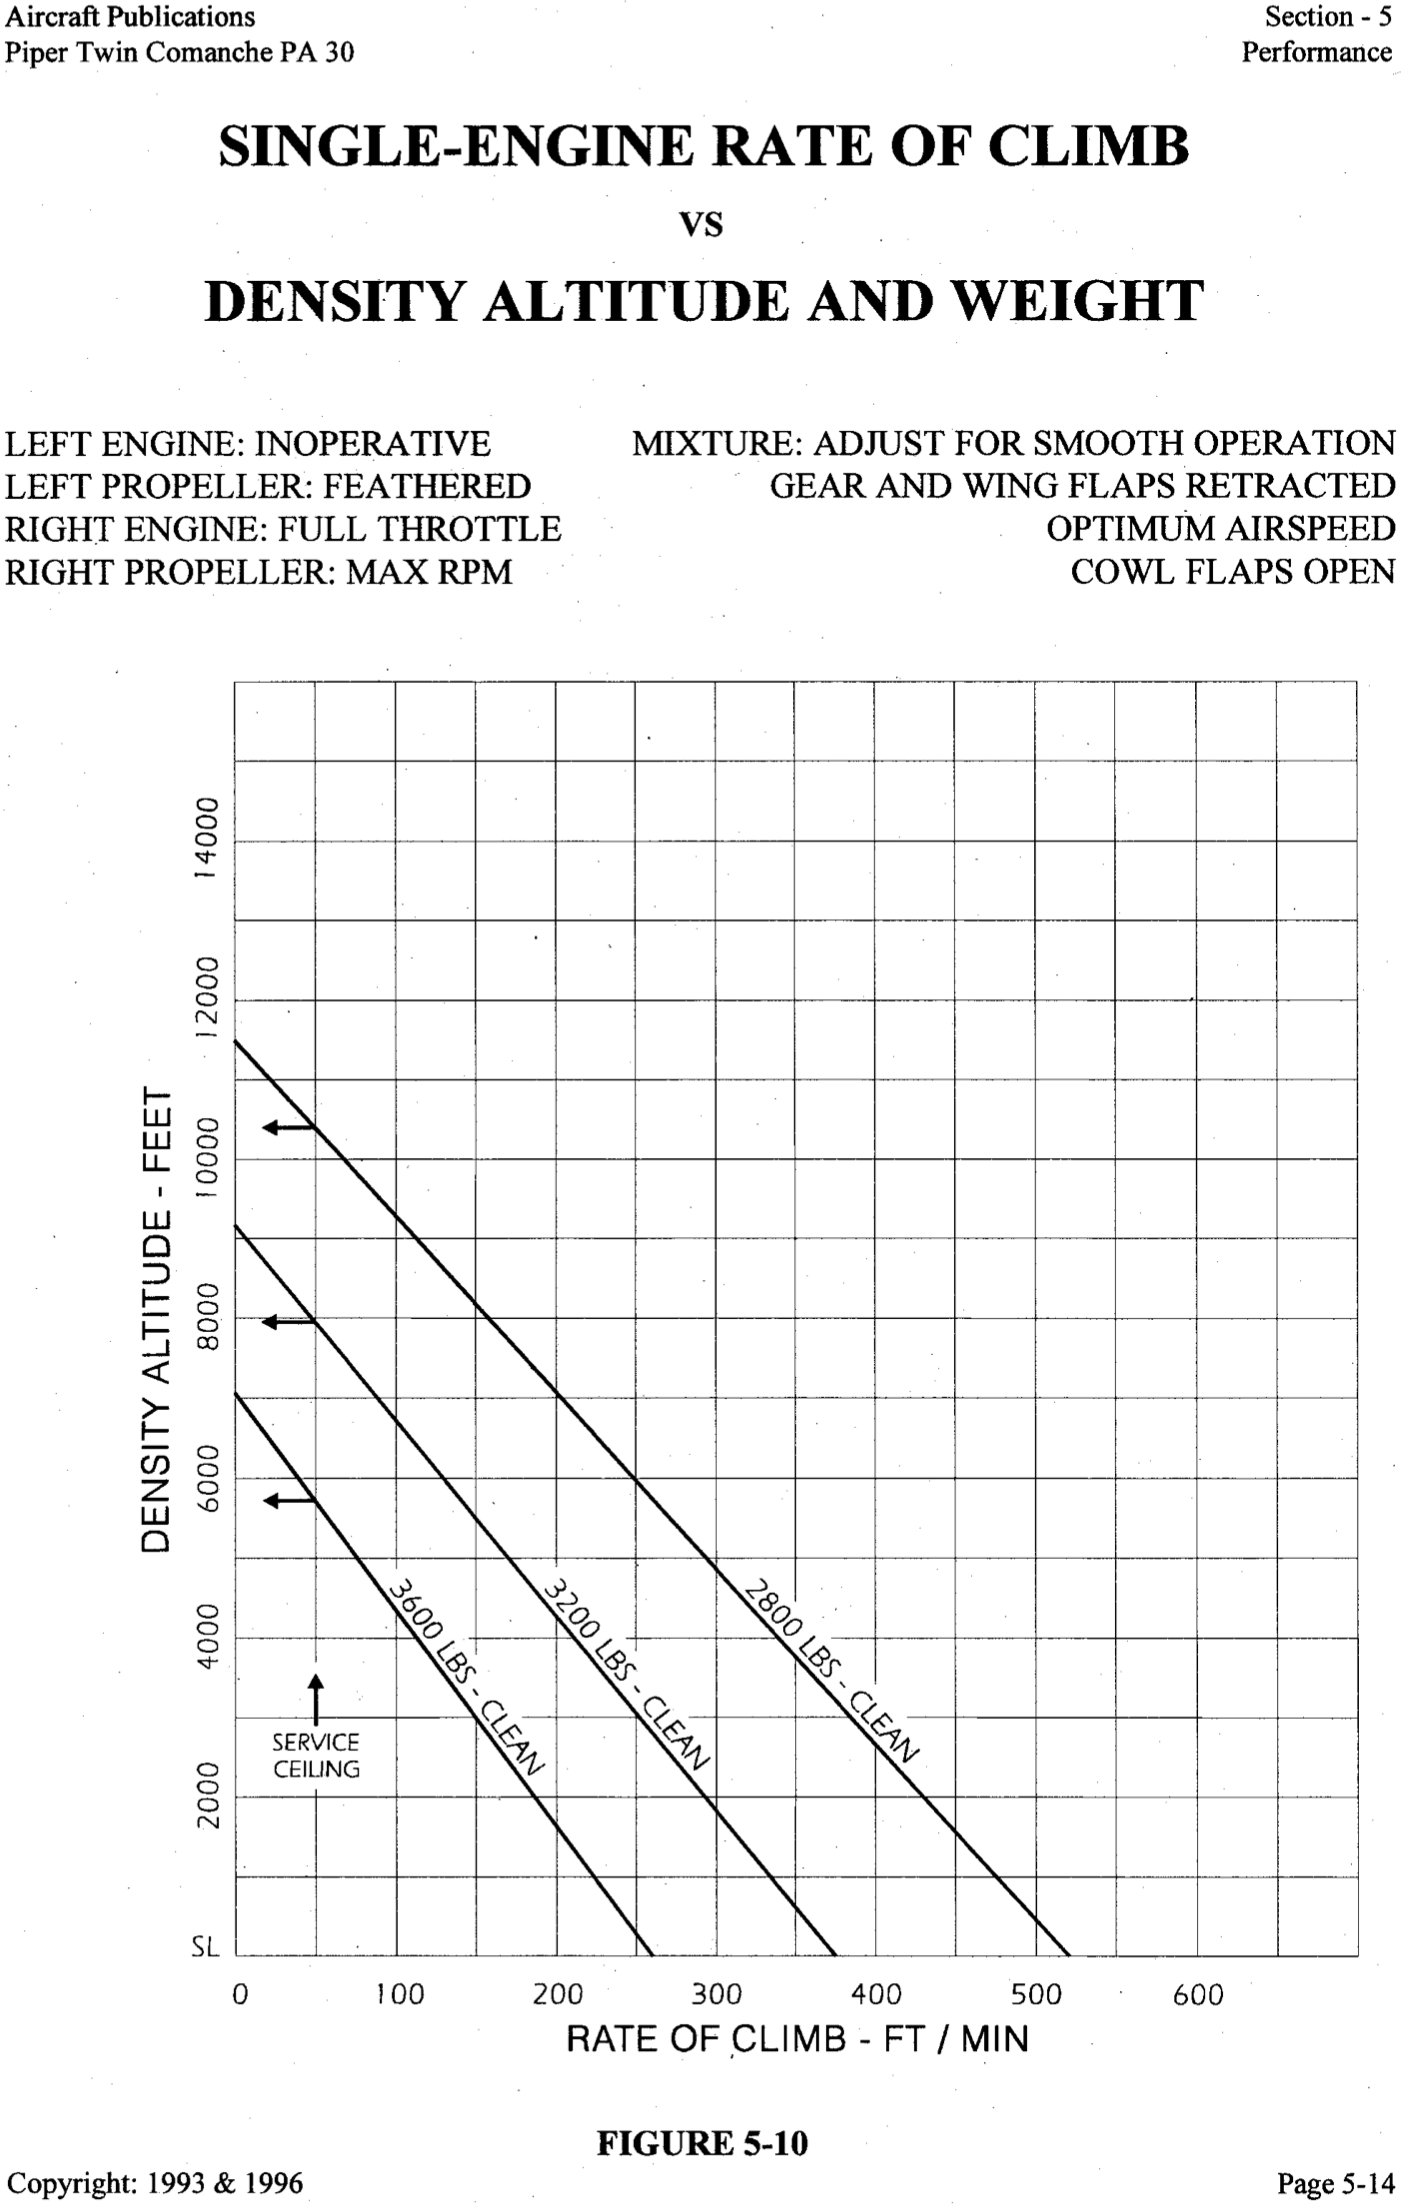 Aircraft Publications
Section - 5
Piper Twin Comanche PA 30
Performance
SINGLE-ENGINE RATE OF CLIMB
VS
DENSITY ALTITUDE AND WEIGHT
LEFT ENGINE: INOPERATIVE
LEFT PROPELLER: FEATHERED
RIGHT ENGINE: FULL THROTTLE
RIGHT PROPELLER: MAX RPM
MIXTURE: ADJUST FOR SMOOTH OPERATION
GEAR AND WING FLAPS RETRACTED
OPTIMUM AIRSPEED
COWL FLAPS OPEN
DENSITY ALTITUDE - FEET
14000
12000
10000
8000
6000
4000
2000
SL
3600 LBS - CLEAN
3200 LBS - CLEAN
2800 LBS - CLEAN
SERVICE
CEILING
0 100 200 300 400 500 600
RATE OF CLIMB - FT / MIN
FIGURE 5-10
Copyright: 1993 & 1996
Page 5-14